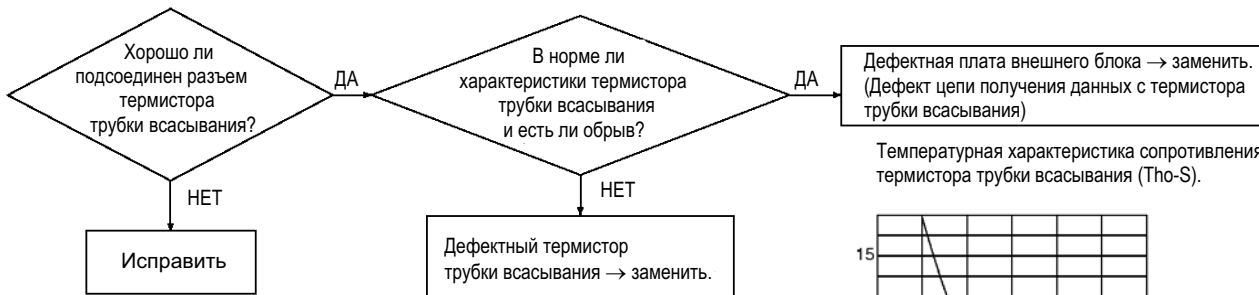 Хорошо ли
подсоединен разъем
термистора
трубки всасывания?
ДА
НЕТ
Исправить
В норме ли
характеристики термистора
трубки всасывания
и есть ли обрыв?
ДА
НЕТ
Дефектный термистор
трубки всасывания → заменить.
Дефектная плата внешнего блока → заменить.
(Дефект цепи получения данных с термистора
трубки всасывания)
Температурная характеристика сопротивления
термистора трубки всасывания (Tho-S).
15